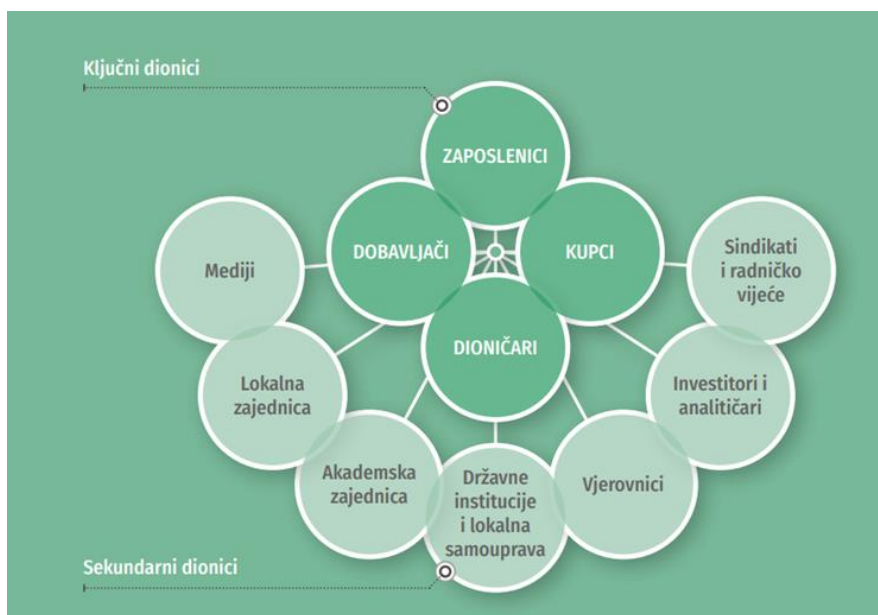 Ključni dionici
ZAPOSLENICI
DOBAVLJAČI
KUPCI
DIONIČARI
Mediji
Lokalna
zajednica
Akademska
zajednica
Državne
institucije
i lokalna
samouprava
Vjerovnici
Investitori i
analitičari
Sindikati
i radničko
vijeće
Sekundarni dionici